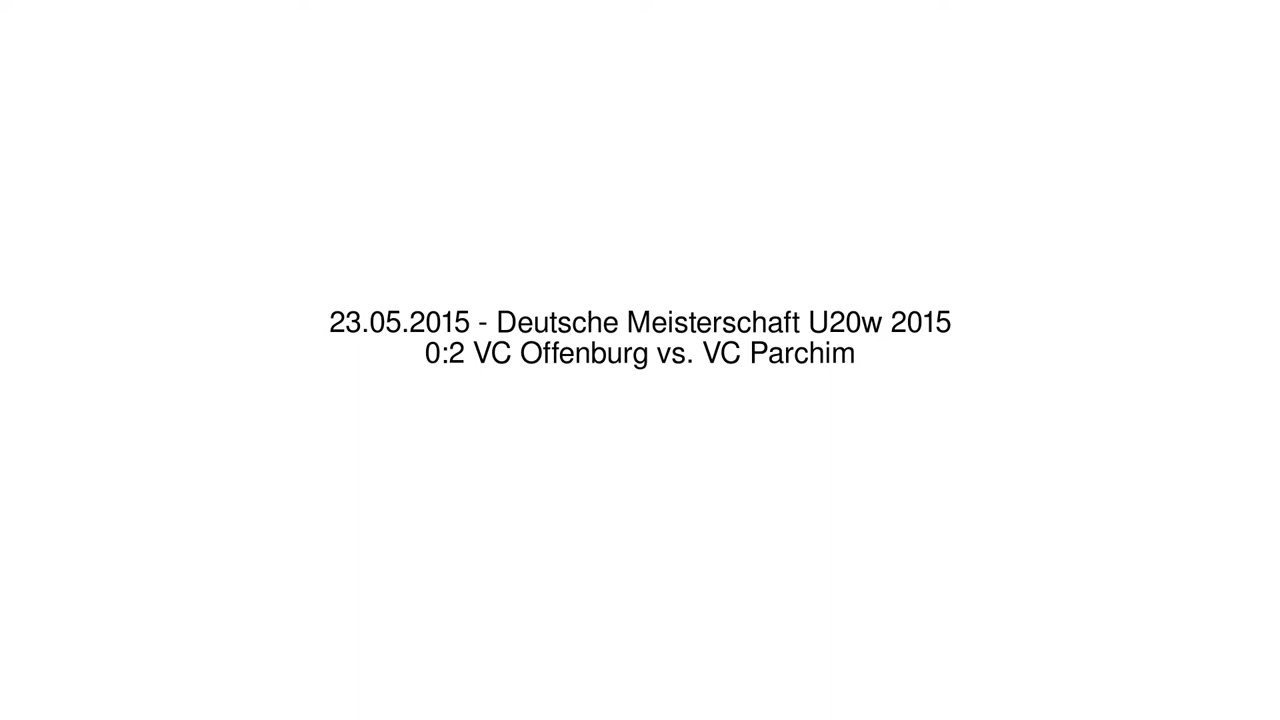 23.05.2015 - Deutsche Meisterschaft U20w 2015
0:2 VC Offenburg vs. VC Parchim